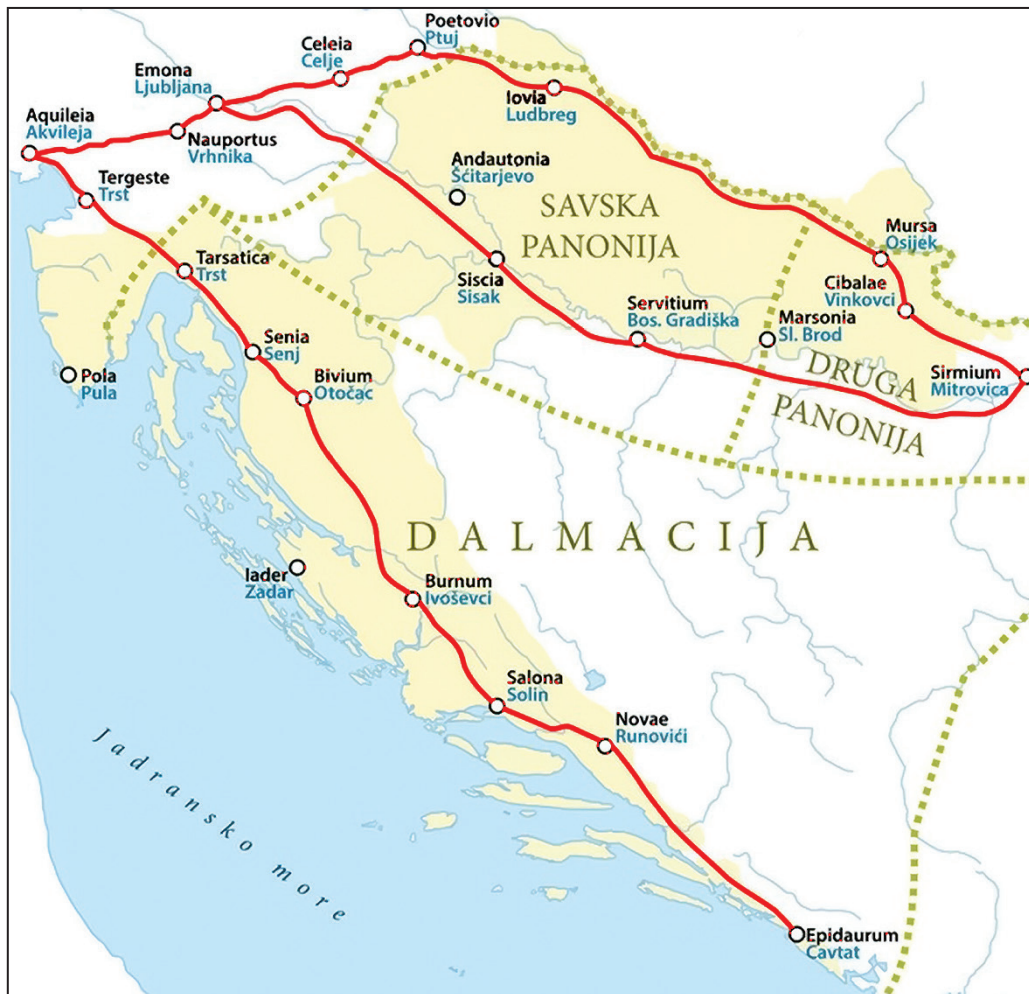 Poetovio
Ptuj
Celeia
Celje
Emona
Ljubljana
Iovia
Ludbreg
Aquileia
Akvileja
Nauportus
Vrhnika
Andautonia
Šćitarjevo
Tergeste
Trst
SAVSKA
PANONIJA
Mursa
Osijek
Tarsatica
Trst
Siscia
Sisak
Cibalae
Vinkovci
Servitium
Bos. Gradiška
Marsonia
Sl. Brod
Senia
Senj
DRUGA
PANONIJA
Sirmium
Mitrovica
Pola
Pula
Bivium
Otočac
DALMACIJA
Iader
Zadar
Burnum
Ivoševci
Salona
Solin
Novae
Runovići
Jadransko more
Epidaurum
Cavtat